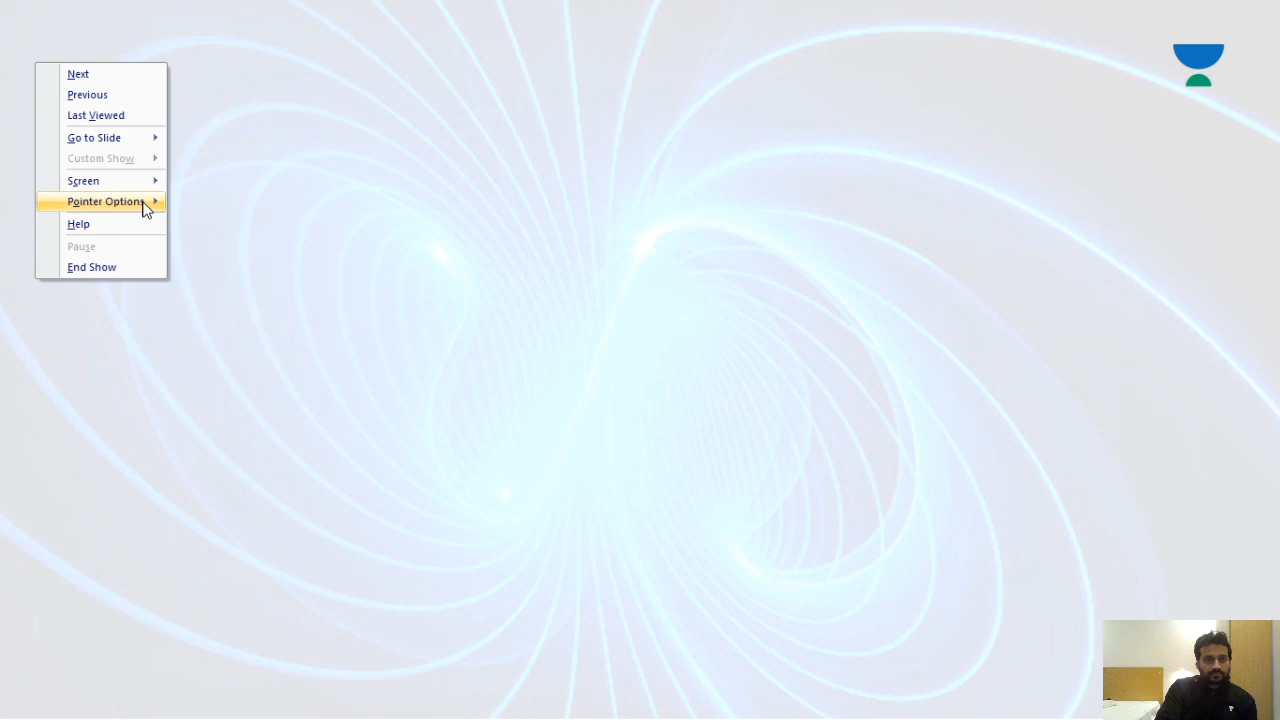 Next
Previous
Last Viewed
Go to Slide
Custom Show
Screen
Pointer Options
Help
Pause
End Show